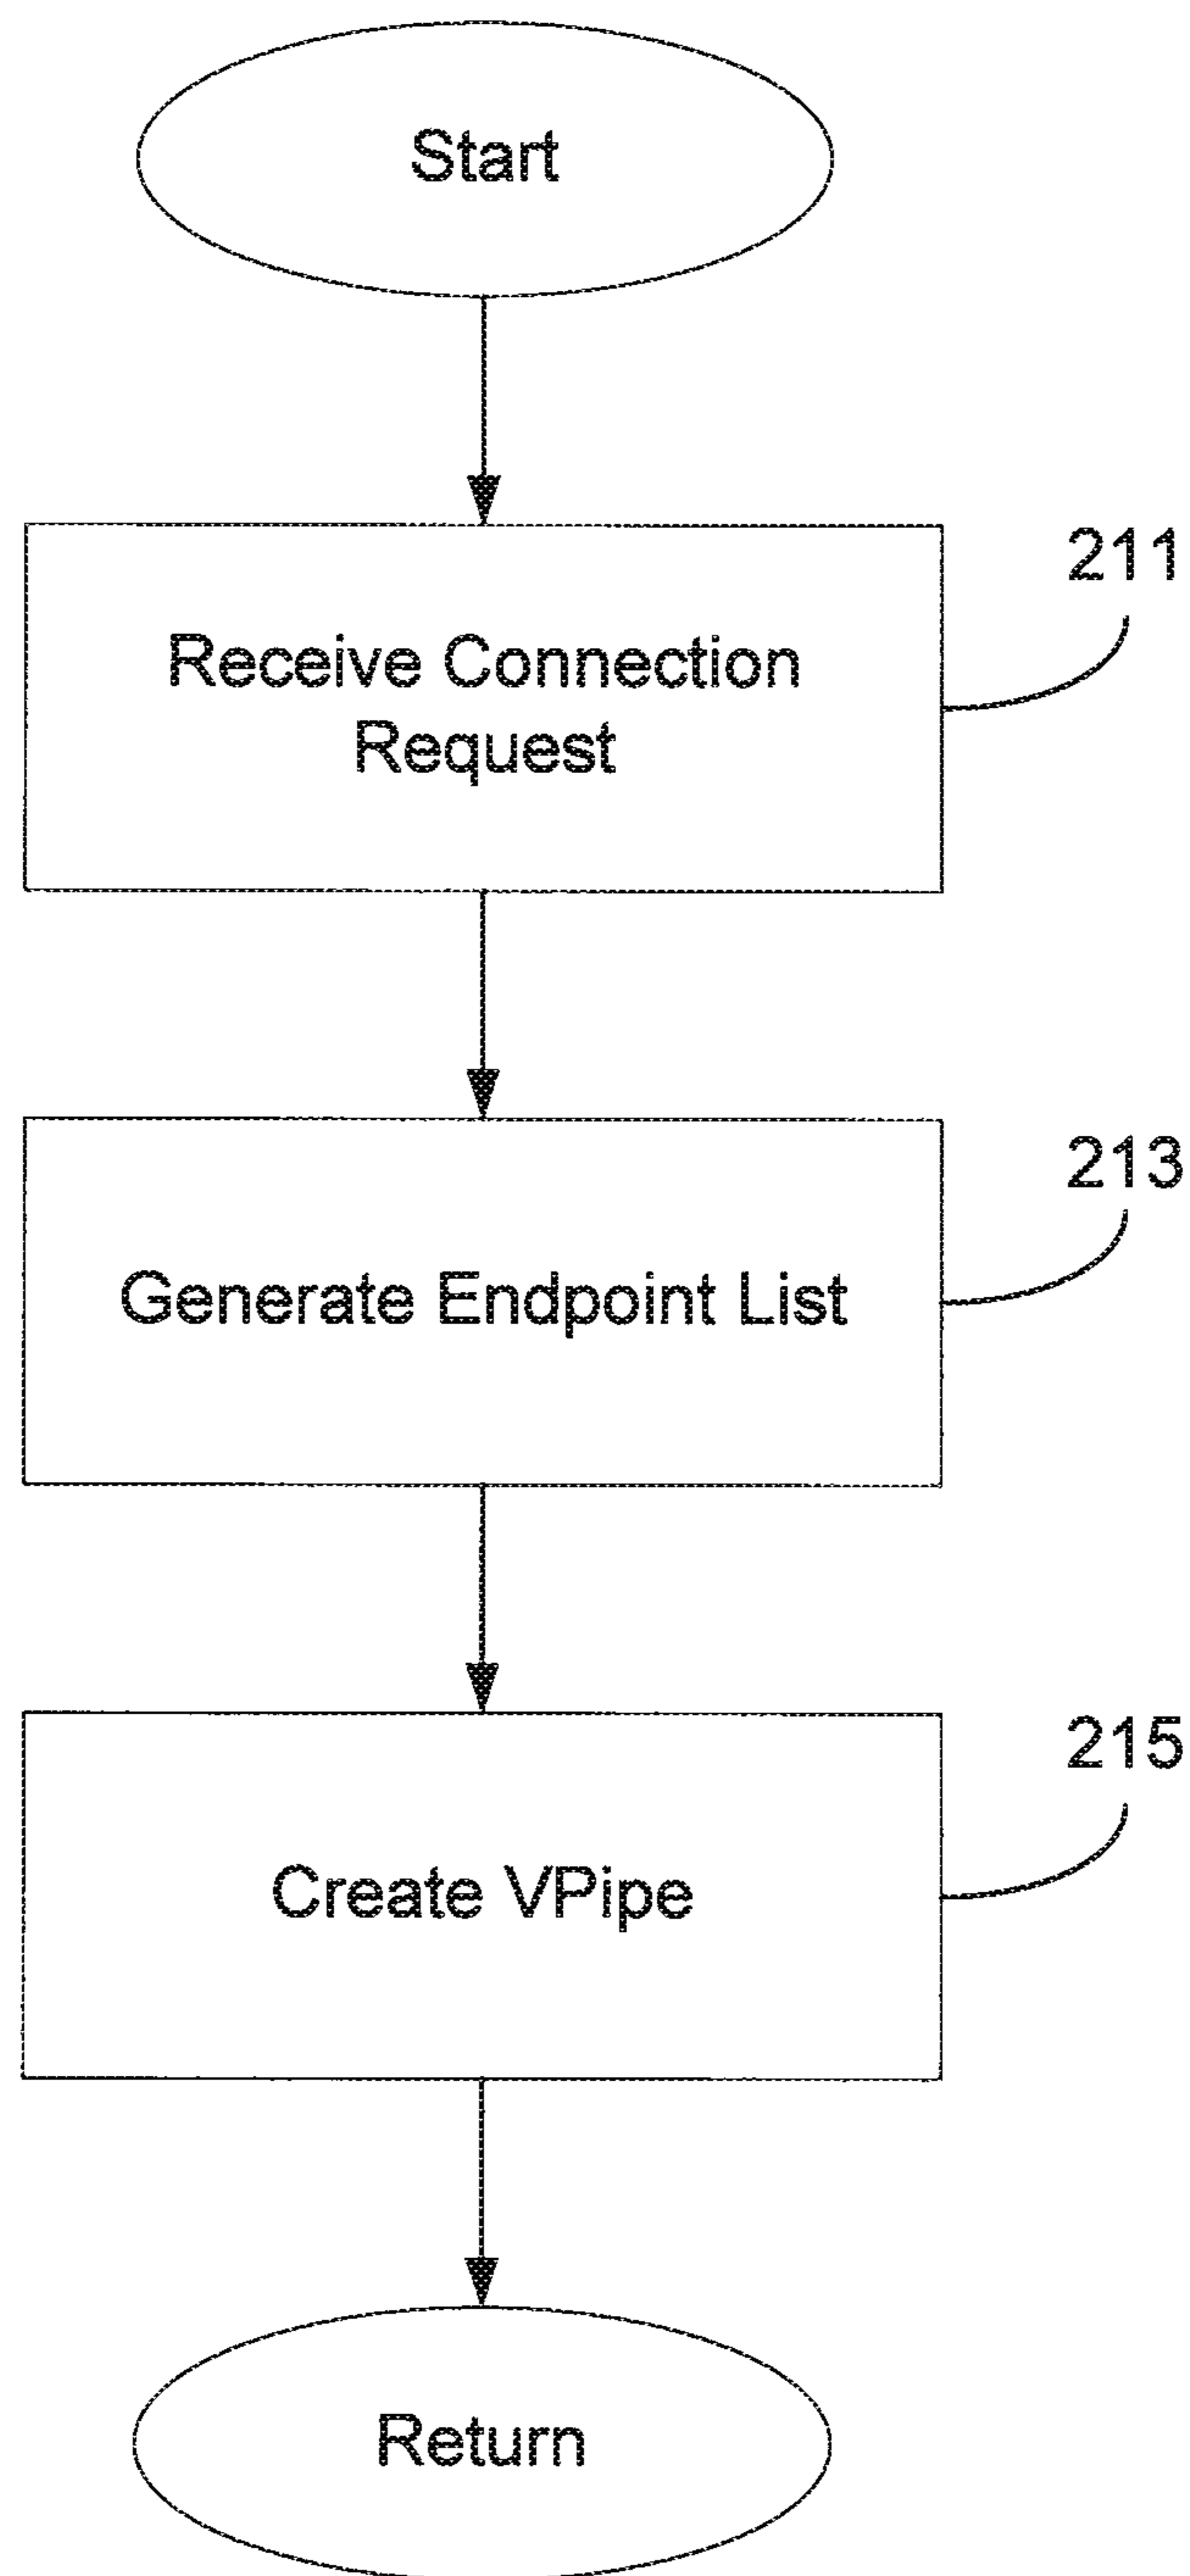 Start
211
Receive Connection
Request
213
Generate Endpoint List
215
Create VPipe
Return